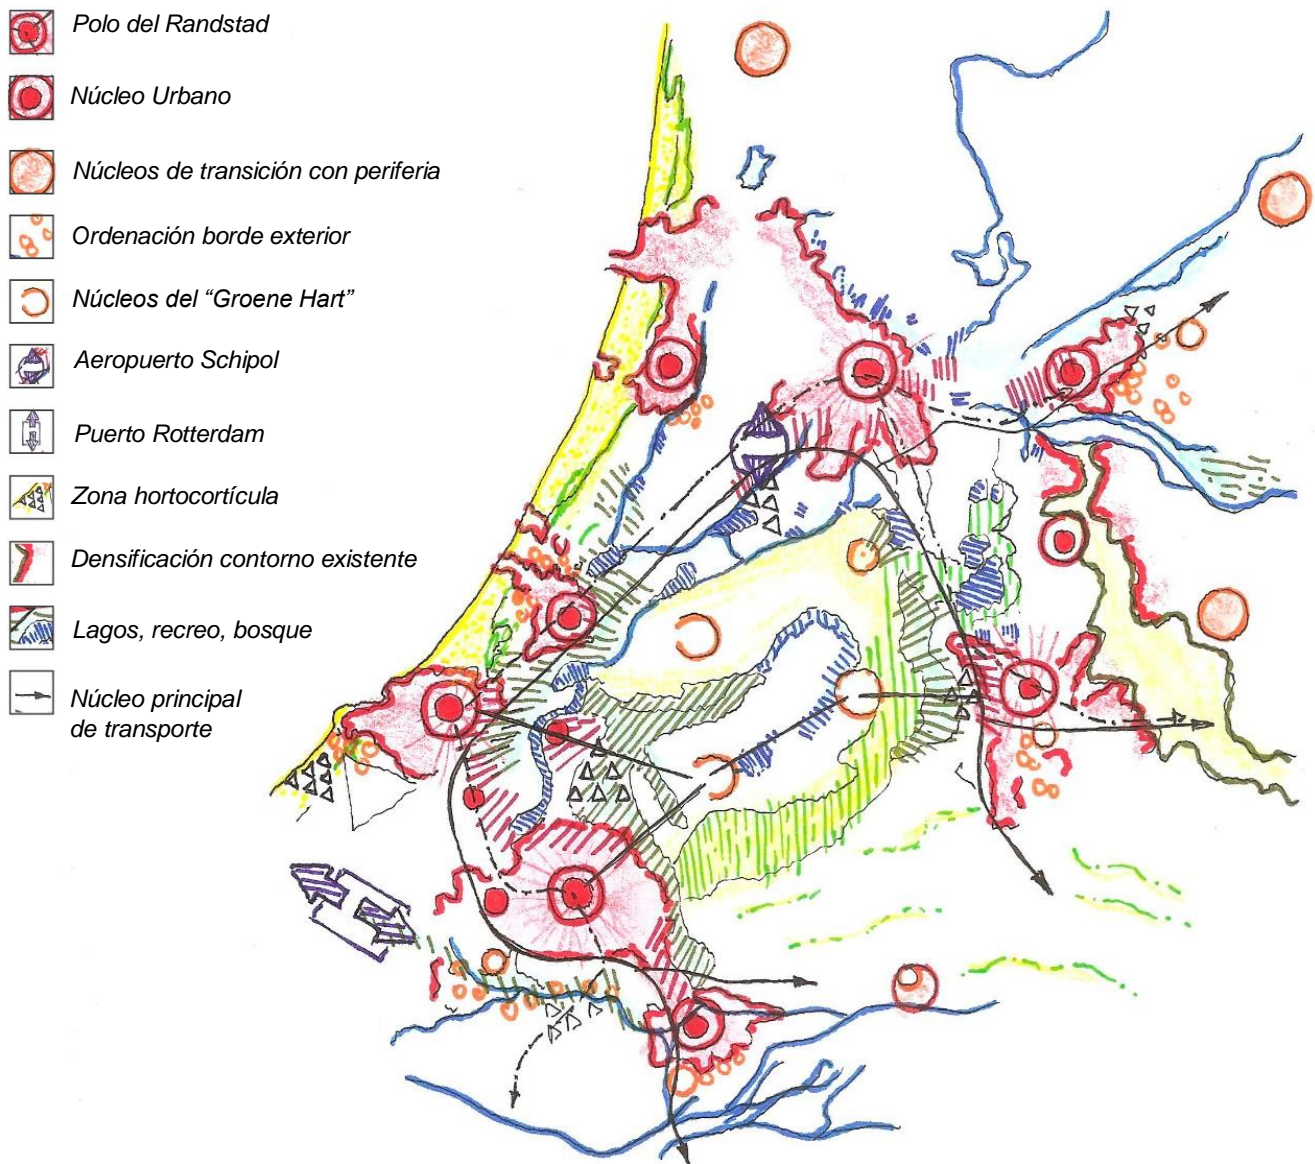 Polo del Randstad
Núcleo Urbano
Núcleos de transición con periferia
Ordenación borde exterior
Núcleos del “Groene Hart”
Aeropuerto Schipol
Puerto Rotterdam
Zona hortocortícula
Densificación contorno existente
Lagos, recreo, bosque
Núcleo principal
de transporte